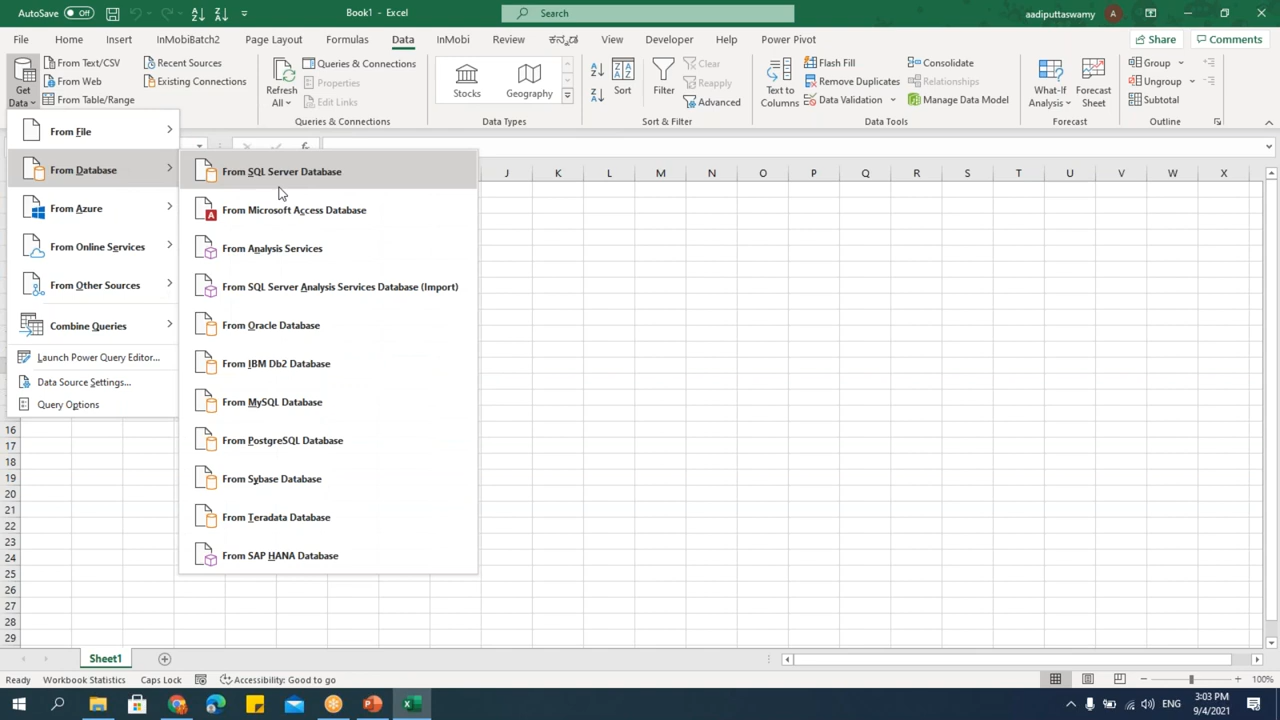 AutoSave Off Book1 - Excel Search aadiputtaswamy A
File Home Insert InMobiBatch2 Page Layout Formulas Data InMobi Review ಕನ್ನಡ View Developer Help Power Pivot Share Comments
Get Data
From Text/CSV
From Web
From Table/Range
Recent Sources
Existing Connections
Refresh All
Queries & Connections
Properties
Edit Links
Queries & Connections
Stocks
Geography
Data Types
Sort
Filter
Clear
Reapply
Advanced
Sort & Filter
Text to Columns
Flash Fill
Remove Duplicates
Data Validation
Consolidate
Relationships
Manage Data Model
Data Tools
What-If Analysis
Forecast Sheet
Forecast
Group
Ungroup
Subtotal
Outline
From File
From Database
From Azure
From Online Services
From Other Sources
Combine Queries
Launch Power Query Editor...
Data Source Settings...
Query Options
From SQL Server Database
From Microsoft Access Database
From Analysis Services
From SQL Server Analysis Services Database (Import)
From Oracle Database
From IBM Db2 Database
From MySQL Database
From PostgreSQL Database
From Sybase Database
From Teradata Database
From SAP HANA Database
J K L M N O P Q R S T U V W X
16
17
18
19
20
21
22
23
24
25
26
27
28
29
Sheet1
Ready Workbook Statistics Caps Lock Accessibility: Good to go 100%
ENG 3:03 PM
9/4/2021